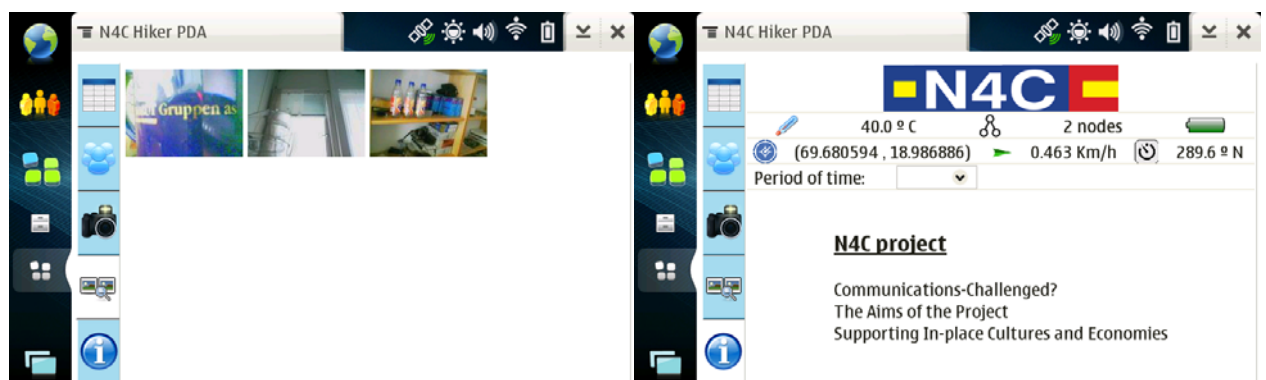 N4C Hiker PDA
Gruppen as
N4C Hiker PDA
N4C
40.0 º C 2 nodes
(69.680594 , 18.986886) 0.463 Km/h 289.6 º N
Period of time:
N4C project
Communications-Challenged?
The Aims of the Project
Supporting In-place Cultures and Economies